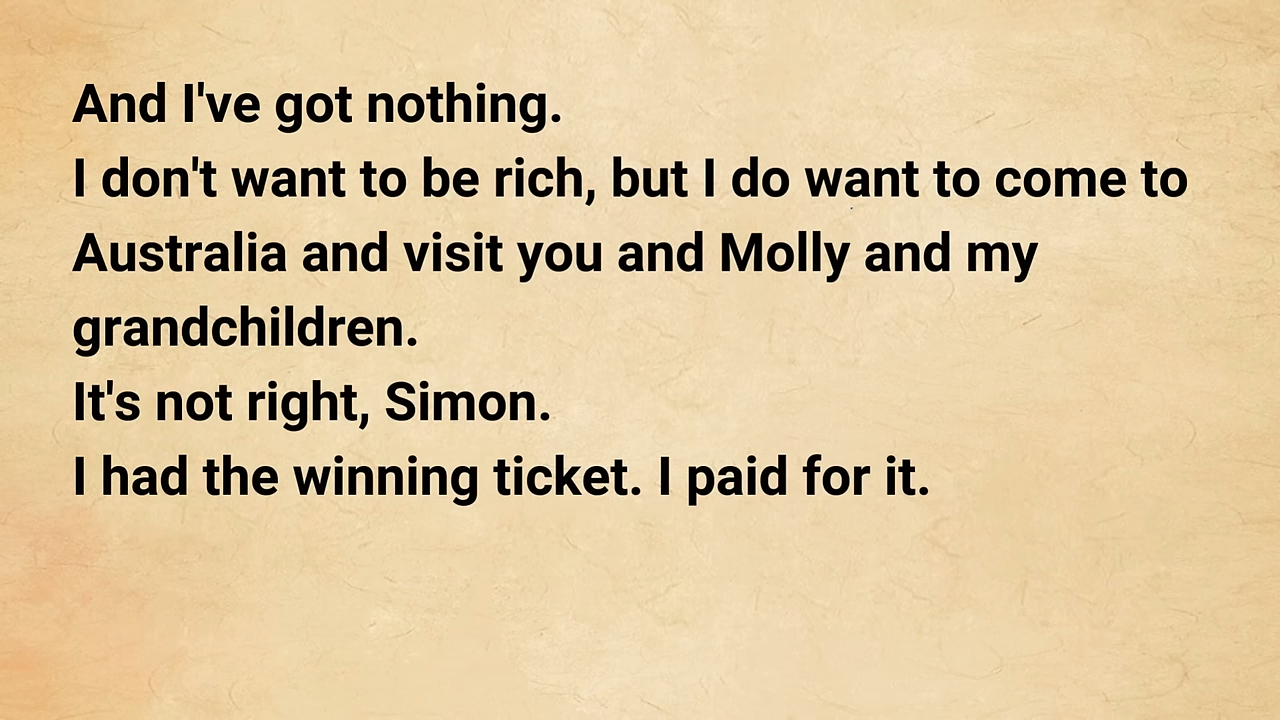 And I've got nothing.
I don't want to be rich, but I do want to come to
Australia and visit you and Molly and my
grandchildren.
It's not right, Simon.
I had the winning ticket. I paid for it.